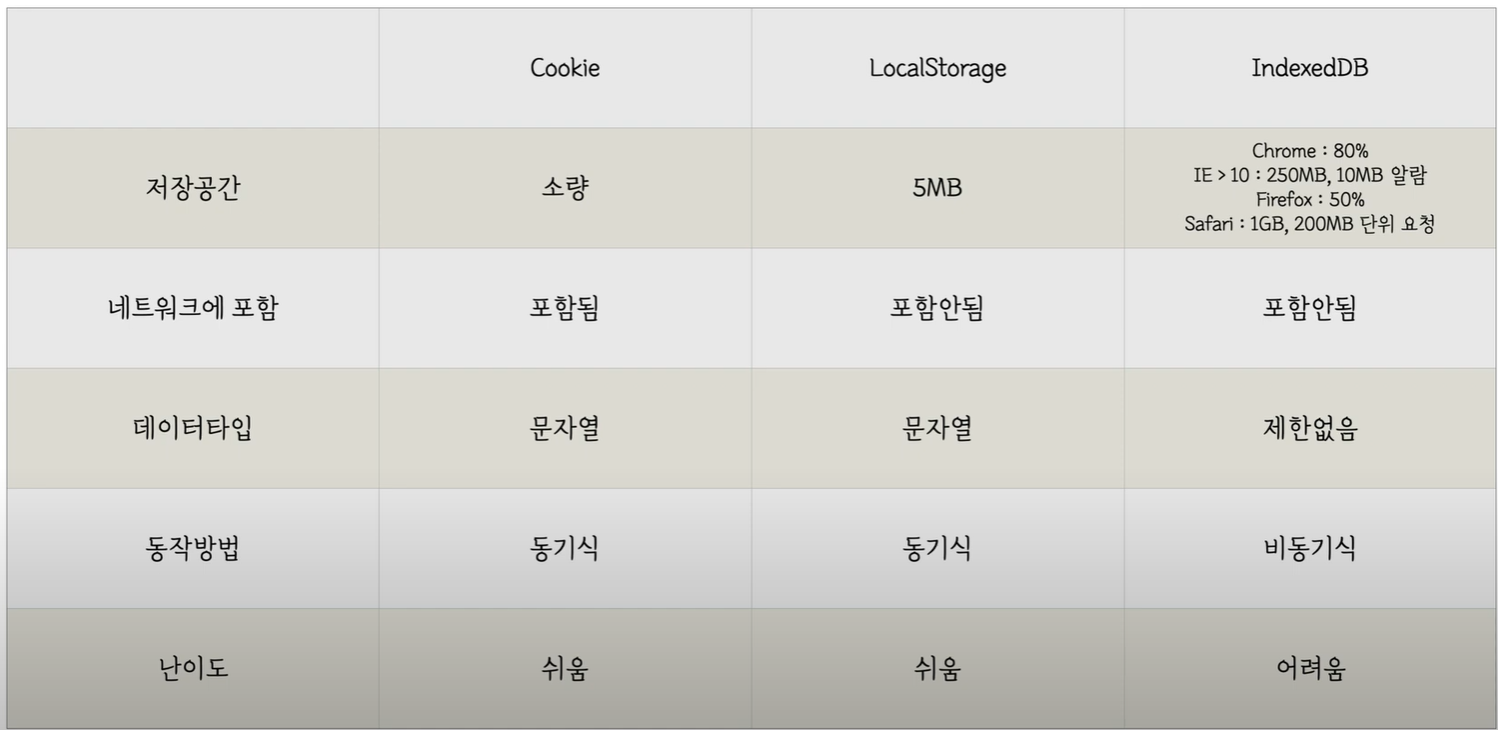 Cookie
LocalStorage
IndexedDB
저장공간
소량
5MB
Chrome : 80%
IE > 10 : 250MB, 10MB 알람
Firefox : 50%
Safari : 1GB, 200MB 단위 요청
네트워크에 포함
포함됨
포함안됨
포함안됨
데이터타입
문자열
문자열
제한없음
동작방법
동기식
동기식
비동기식
난이도
쉬움
쉬움
어려움